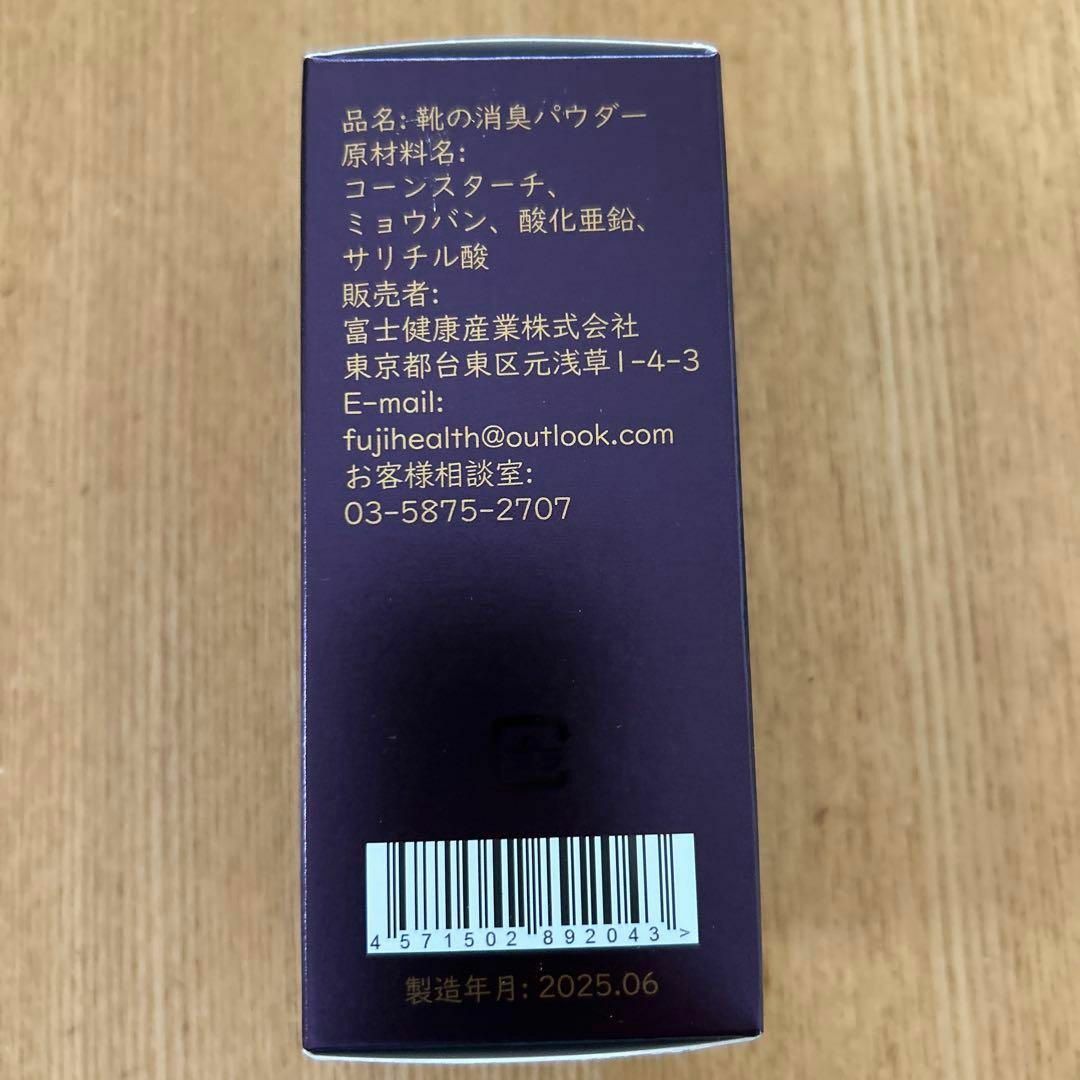 品名: 靴の消臭パウダー
原材料名:
コーンスターチ、
ミョウバン、酸化亜鉛、
サリチル酸
販売者:
富士健康産業株式会社
東京都台東区元浅草1-4-3
E-mail:
fujihealth@outlook.com
お客様相談室:
03-5875-2707
4 571502 892043 >
製造年月: 2025.06